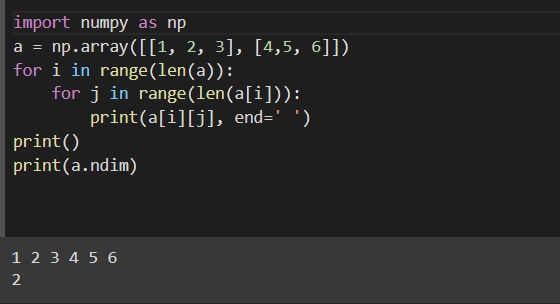 import numpy as np
a = np.array([[1, 2, 3], [4,5, 6]])
for i in range(len(a)):
    for j in range(len(a[i])):
        print(a[i][j], end=' ')
print()
print(a.ndim)
1 2 3 4 5 6
2